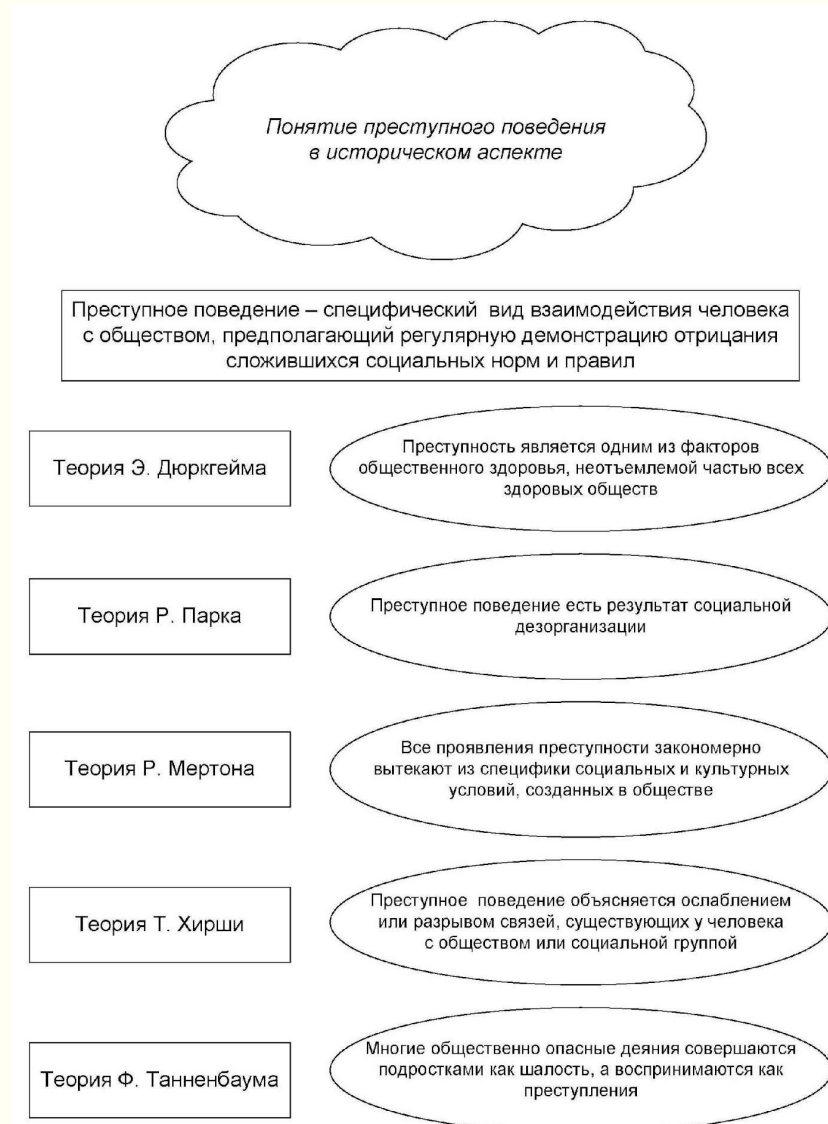 Понятие преступного поведения
в историческом аспекте
Преступное поведение – специфический вид взаимодействия человека
с обществом, предполагающий регулярную демонстрацию отрицания
сложившихся социальных норм и правил
Теория Э. Дюркгейма
Преступность является одним из факторов
общественного здоровья, неотъемлемой частью всех
здоровых обществ
Теория Р. Парка
Преступное поведение есть результат социальной
дезорганизации
Теория Р. Мертона
Все проявления преступности закономерно
вытекают из специфики социальных и культурных
условий, созданных в обществе
Теория Т. Хирши
Преступное поведение объясняется ослаблением
или разрывом связей, существующих у человека
с обществом или социальной группой
Теория Ф. Танненбаума
Многие общественно опасные деяния совершаются
подростками как шалость, а воспринимаются как
преступления